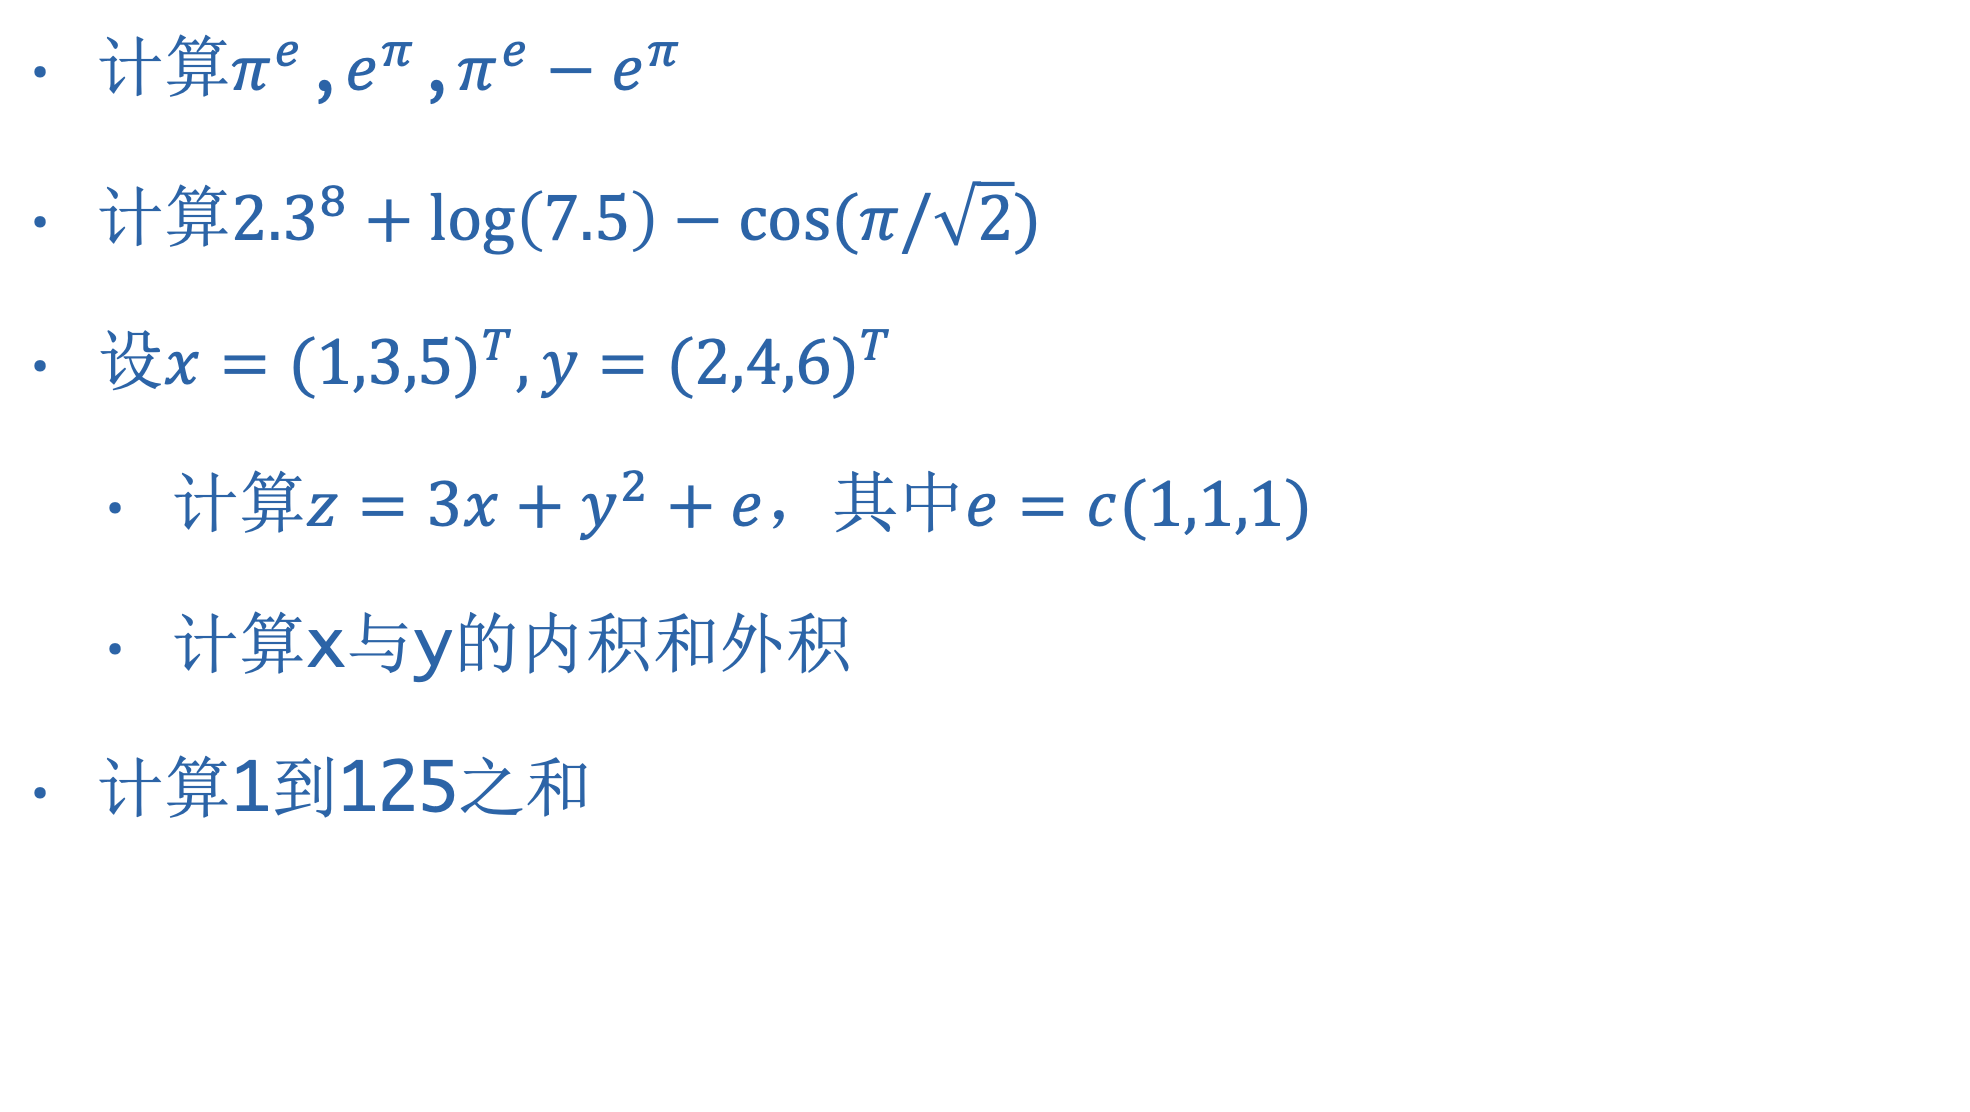 • 计算π^e , e^π , π^e − e^π
• 计算2.3^8 + log(7.5) − cos(π/√2)
• 设x = (1,3,5)^T, y = (2,4,6)^T
• 计算z = 3x + y^2 + e，其中e = c(1,1,1)
• 计算x与y的内积和外积
• 计算1到125之和